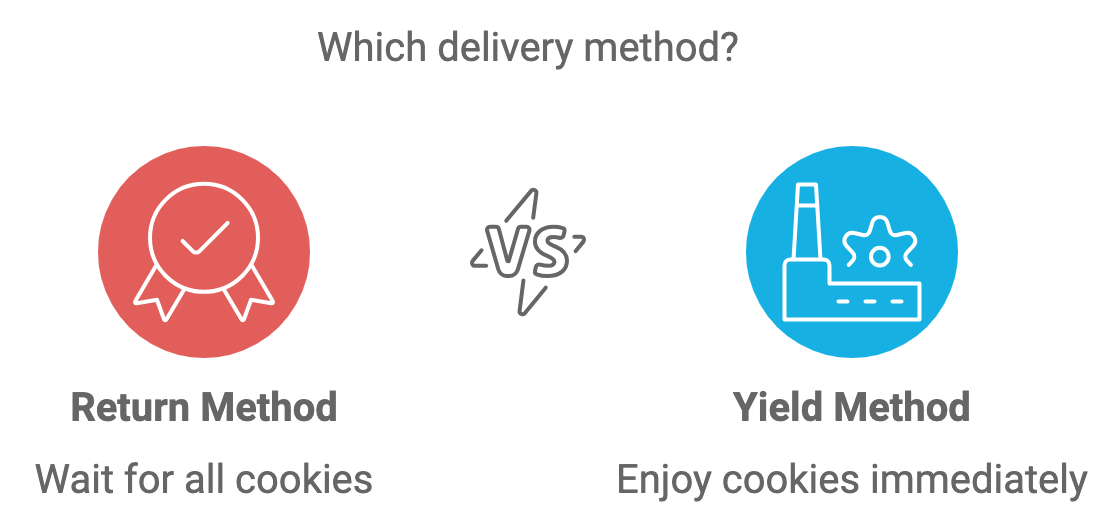 Which delivery method?
VS
Return Method
Yield Method
Wait for all cookies
Enjoy cookies immediately